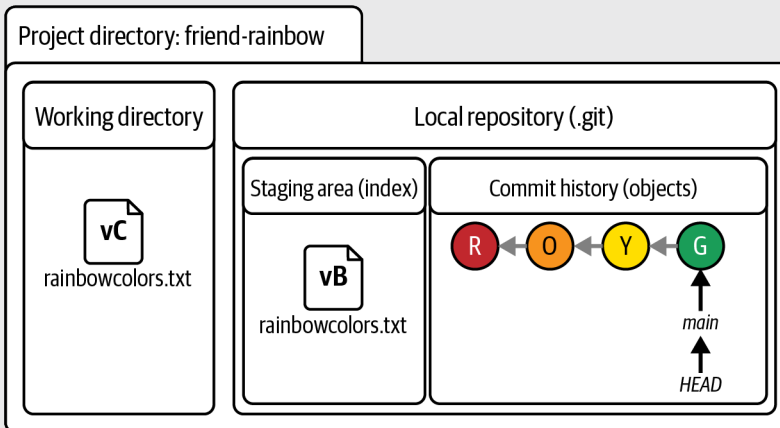 Project directory: friend-rainbow
Working directory
vC
rainbowcolors.txt
Local repository (.git)
Staging area (index)
vB
rainbowcolors.txt
Commit history (objects)
R O Y G
main
HEAD